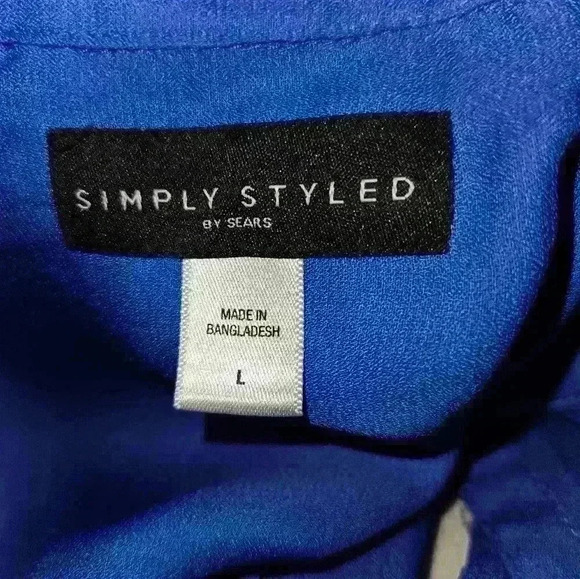 SIMPLY STYLED
BY SEARS
MADE IN
BANGLADESH
L